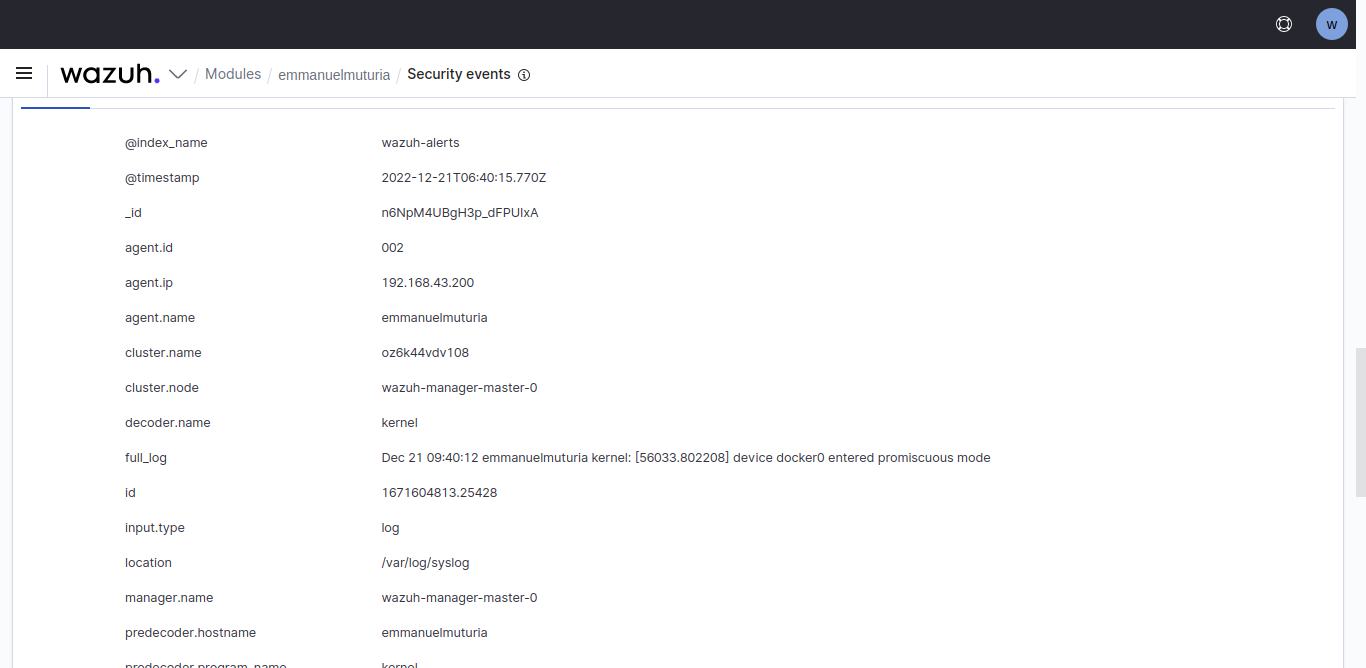 W
wazuh. / Modules / emmanuelmuturia / Security events
@index_name wazuh-alerts
@timestamp 2022-12-21T06:40:15.770Z
_id n6NpM4UBgH3p_dFPUIxA
agent.id 002
agent.ip 192.168.43.200
agent.name emmanuelmuturia
cluster.name oz6k44vdv108
cluster.node wazuh-manager-master-0
decoder.name kernel
full_log Dec 21 09:40:12 emmanuelmuturia kernel: [56033.802208] device docker0 entered promiscuous mode
id 1671604813.25428
input.type log
location /var/log/syslog
manager.name wazuh-manager-master-0
predecoder.hostname emmanuelmuturia
predecoder.program_name kernel